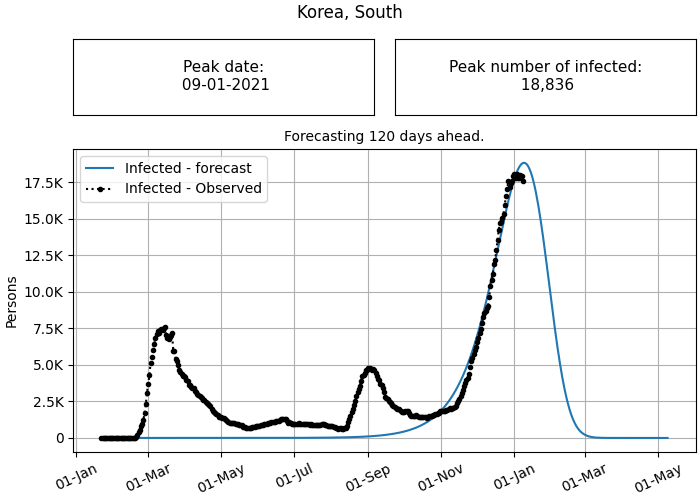 Korea, South
Peak date:
09-01-2021
Peak number of infected:
18,836
Forecasting 120 days ahead.
Infected - forecast
Infected - Observed
Persons
17.5K
15.0K
12.5K
10.0K
7.5K
5.0K
2.5K
0
01-Jan
01-Mar
01-May
01-Jul
01-Sep
01-Nov
01-Jan
01-Mar
01-May